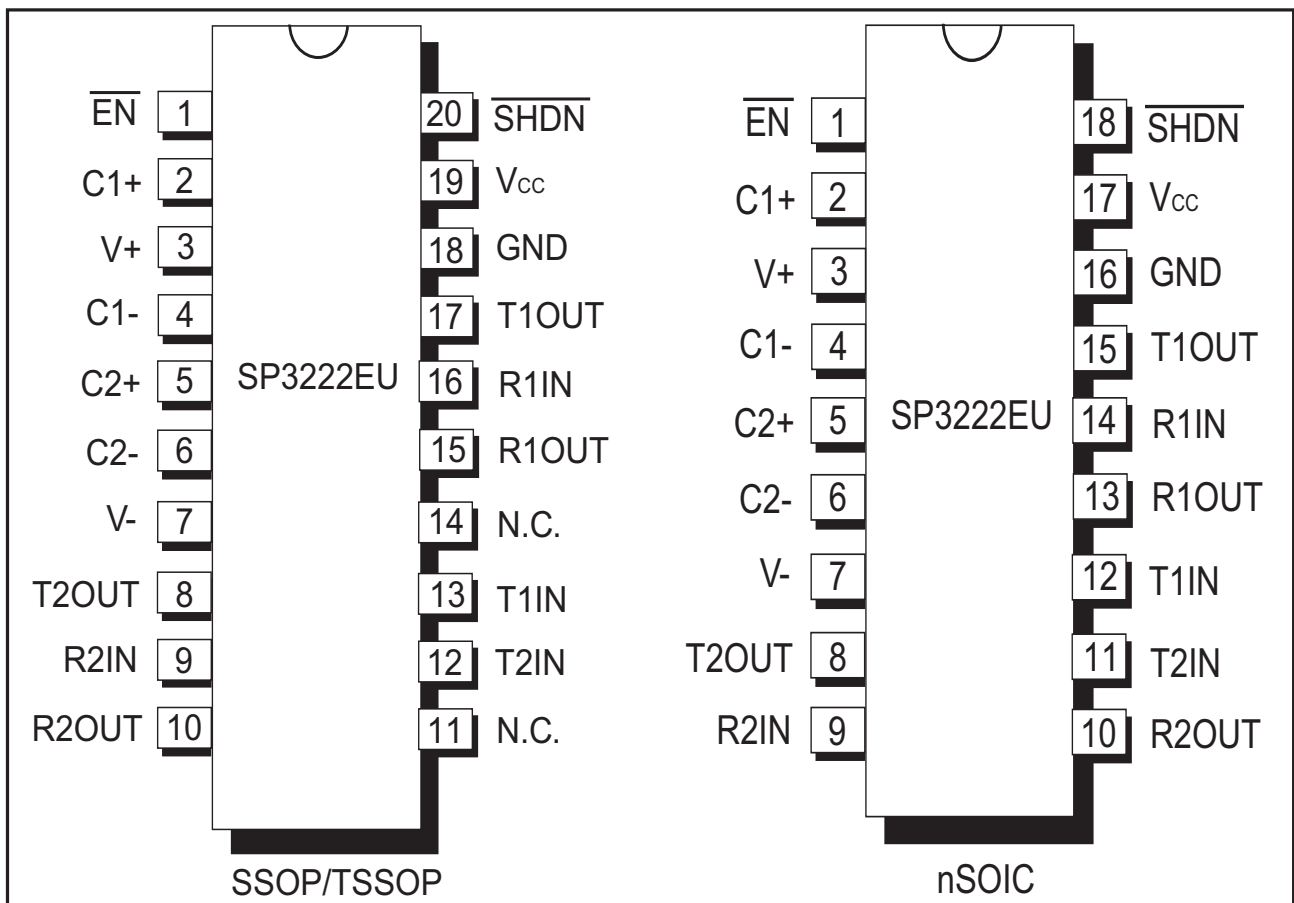 EN 1
C1+ 2
V+ 3
C1- 4
C2+ 5
C2- 6
V- 7
T2OUT 8
R2IN 9
R2OUT 10
SP3222EU
20 SHDN
19 Vcc
18 GND
17 T1OUT
16 R1IN
15 R1OUT
14 N.C.
13 T1IN
12 T2IN
11 N.C.
SSOP/TSSOP
EN 1
C1+ 2
V+ 3
C1- 4
C2+ 5
C2- 6
V- 7
T2OUT 8
R2IN 9
SP3222EU
18 SHDN
17 Vcc
16 GND
15 T1OUT
14 R1IN
13 R1OUT
12 T1IN
11 T2IN
10 R2OUT
nSOIC